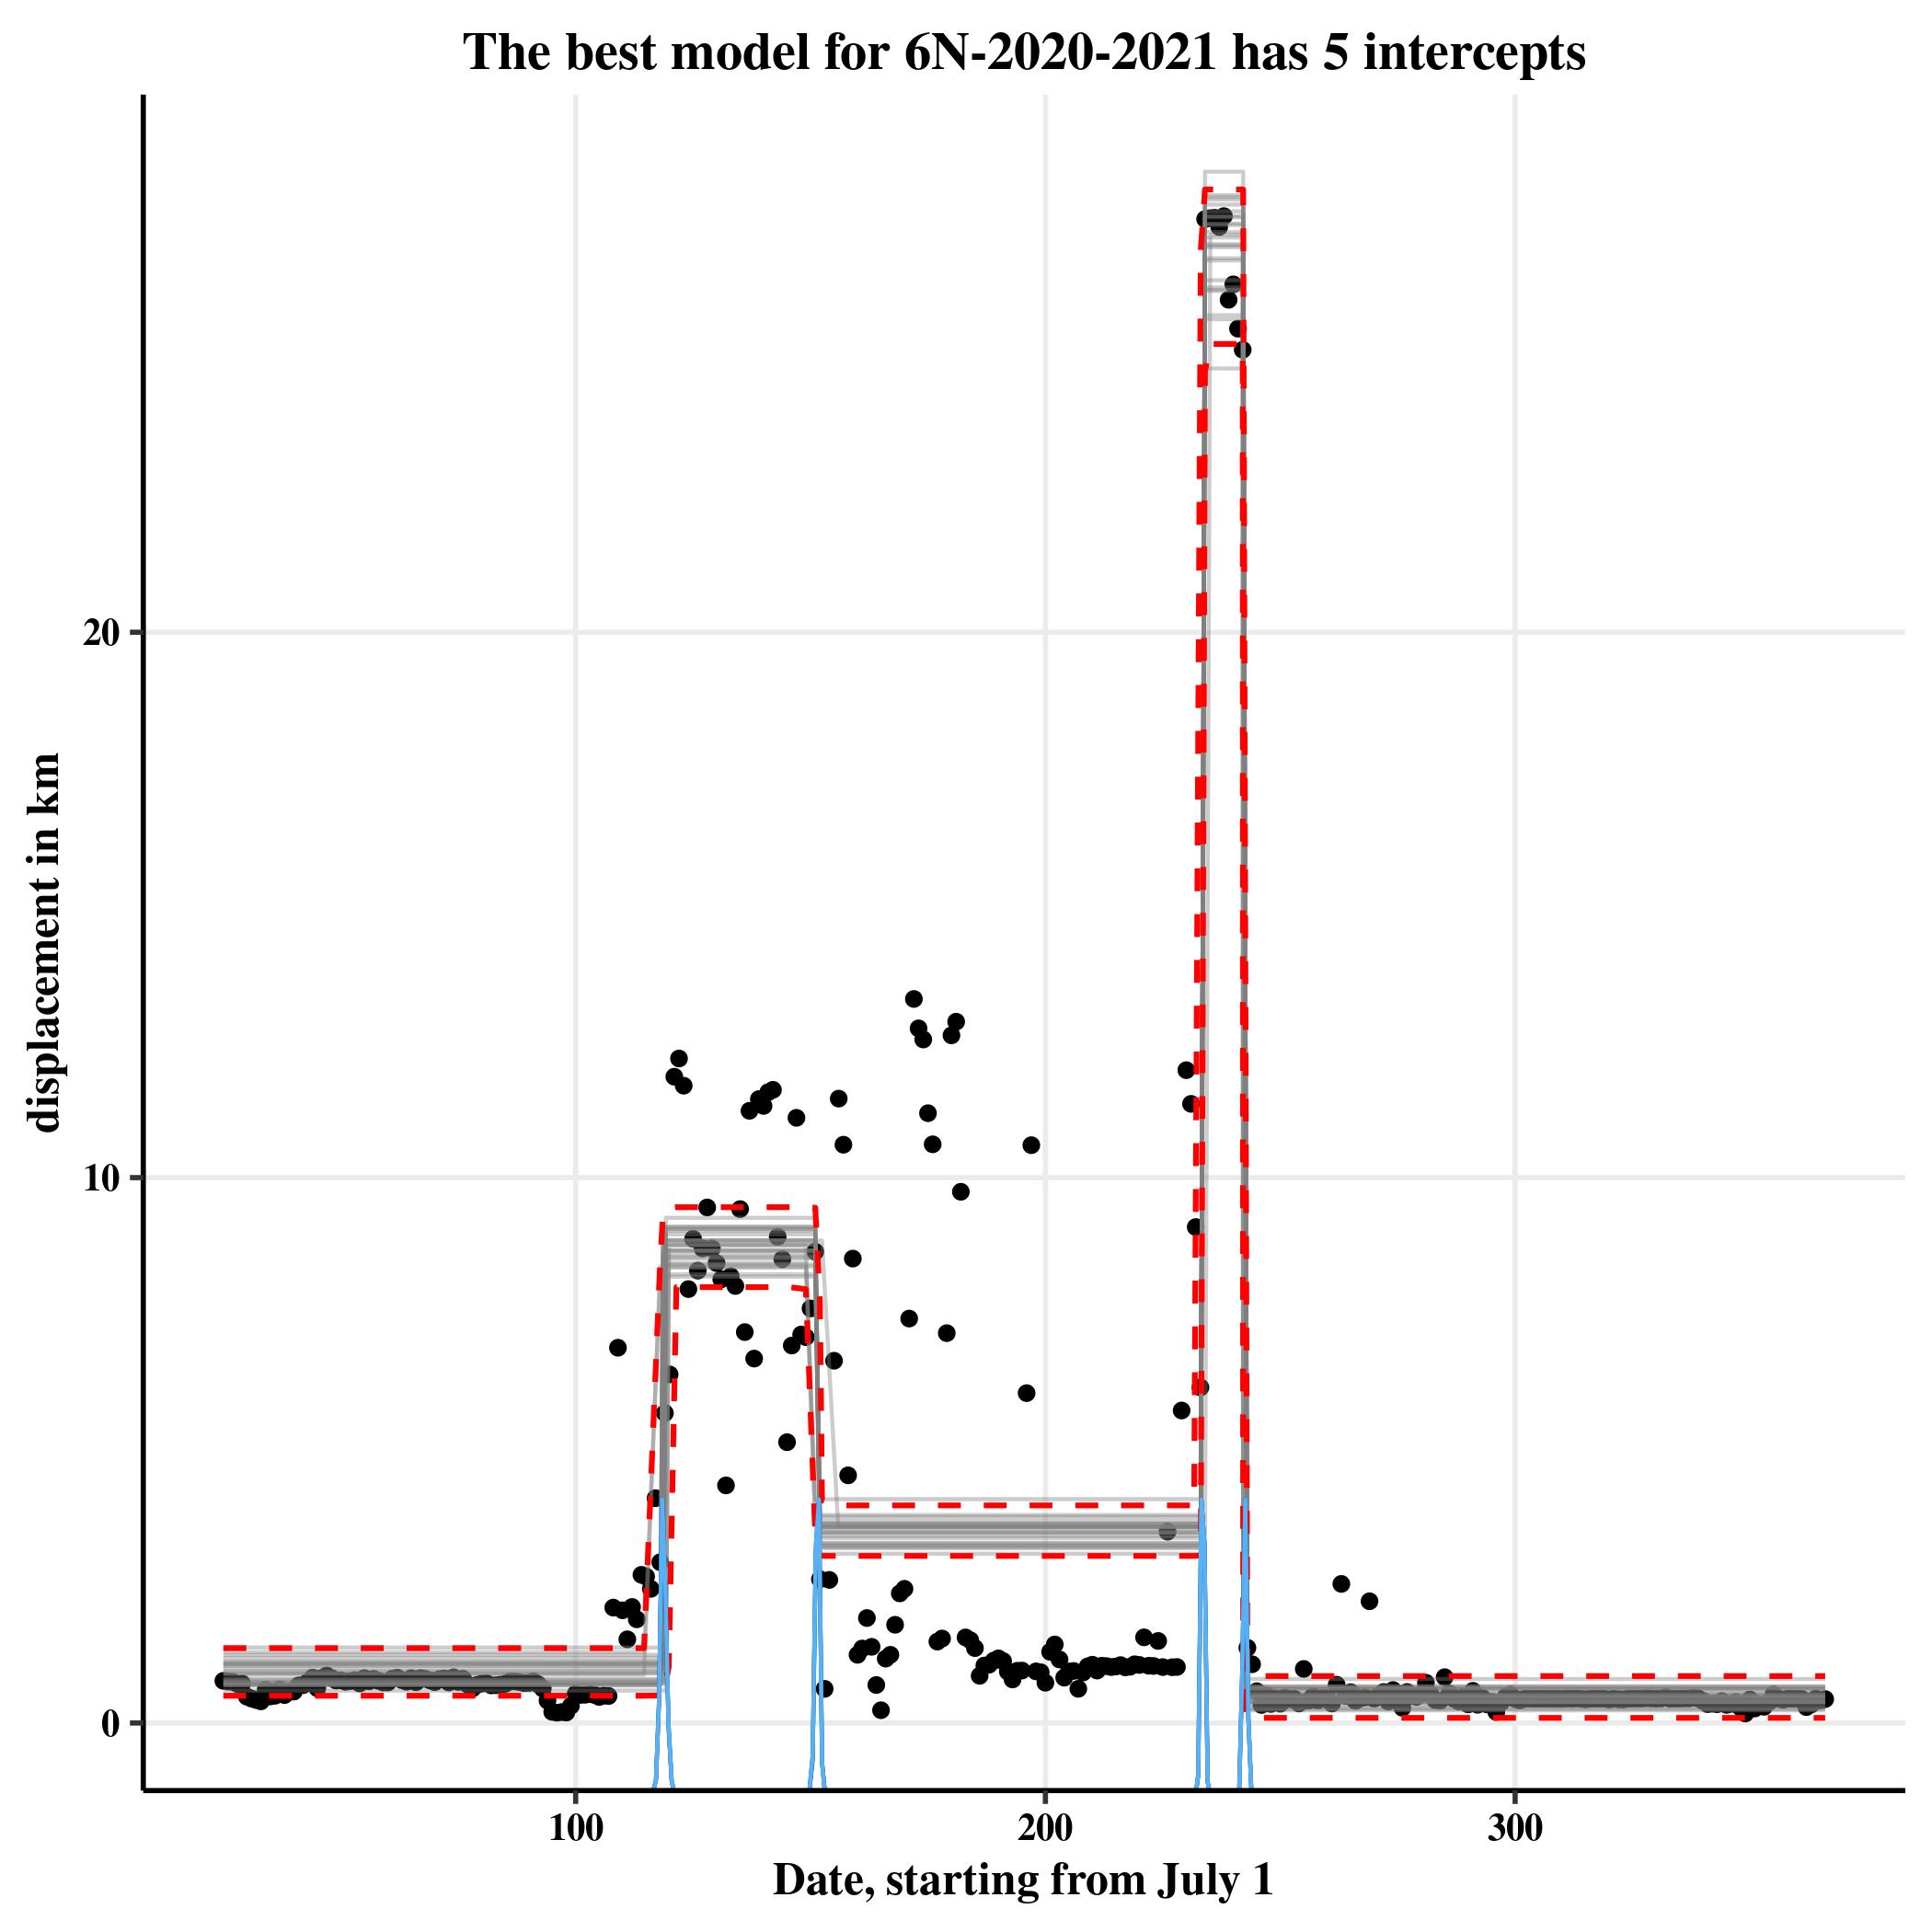 The best model for 6N-2020-2021 has 5 intercepts
displacement in km
20
10
0
100 200 300
Date, starting from July 1